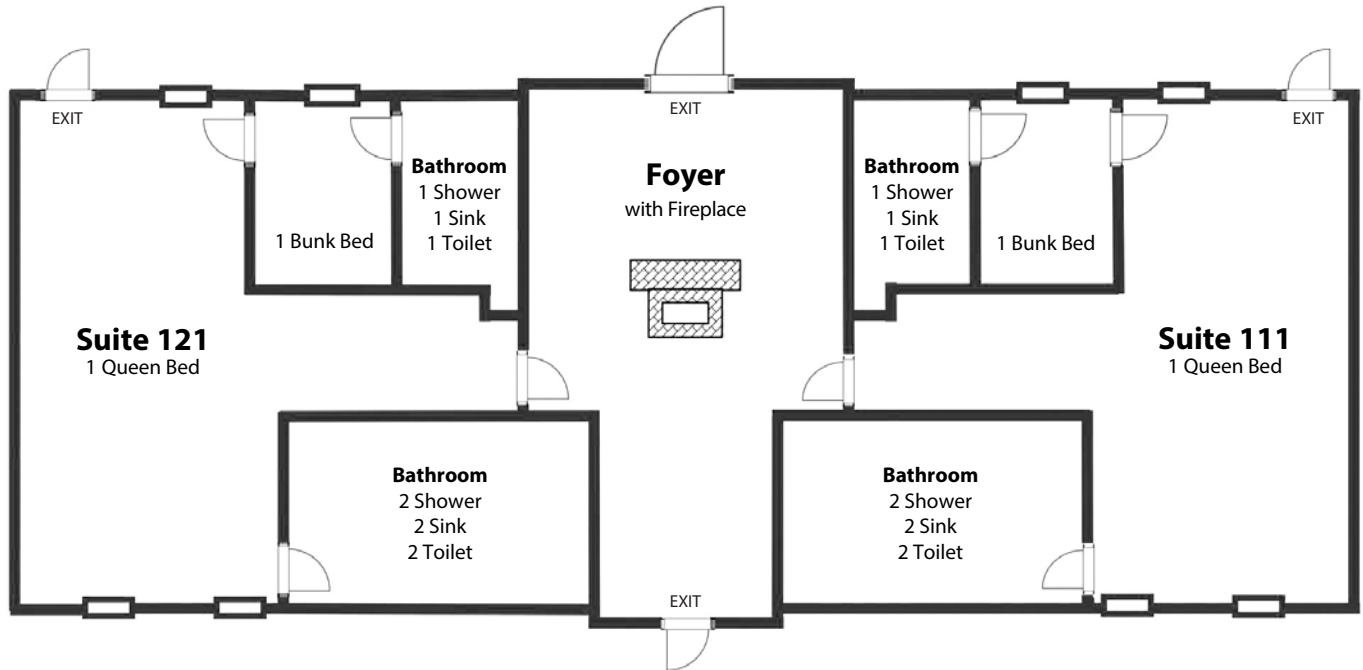 EXIT
EXIT
EXIT
Bathroom
1 Shower
1 Sink
1 Toilet
Foyer
with Fireplace
Bathroom
1 Shower
1 Sink
1 Toilet
1 Bunk Bed
1 Bunk Bed
Suite 121
1 Queen Bed
Suite 111
1 Queen Bed
Bathroom
2 Shower
2 Sink
2 Toilet
Bathroom
2 Shower
2 Sink
2 Toilet
EXIT